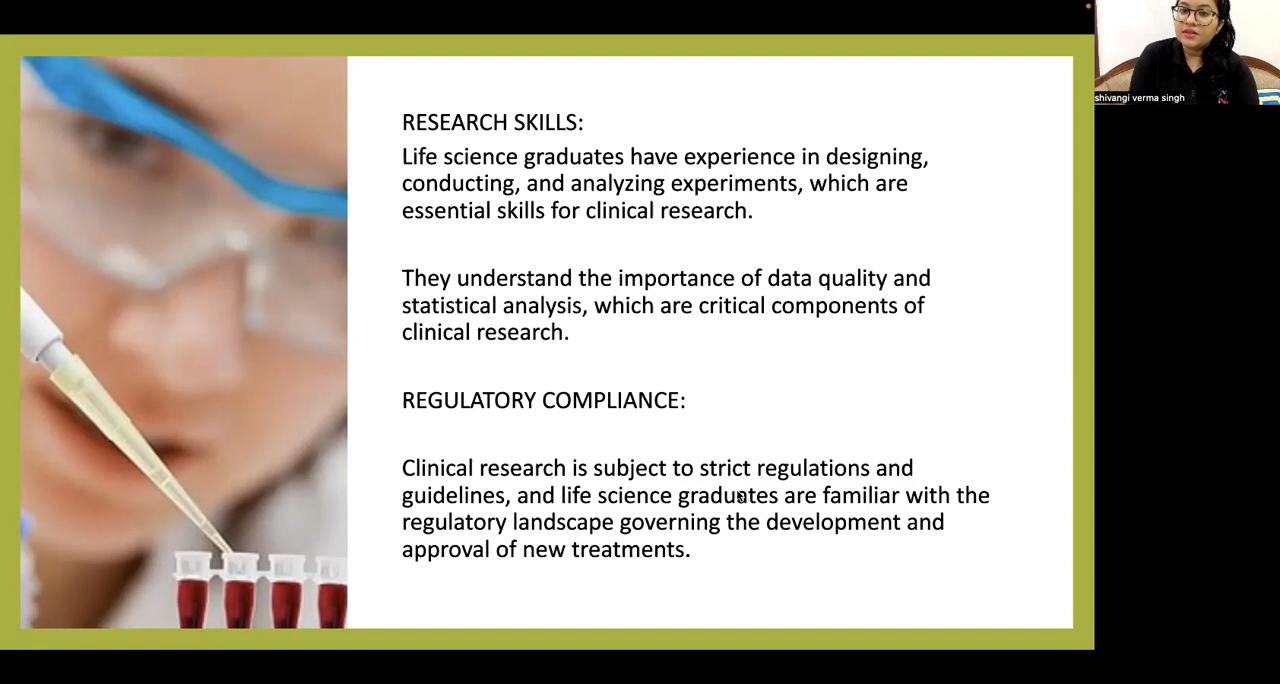 RESEARCH SKILLS:
Life science graduates have experience in designing,
conducting, and analyzing experiments, which are
essential skills for clinical research.
They understand the importance of data quality and
statistical analysis, which are critical components of
clinical research.
REGULATORY COMPLIANCE:
Clinical research is subject to strict regulations and
guidelines, and life science graduates are familiar with the
regulatory landscape governing the development and
approval of new treatments.
shivangi verma singh